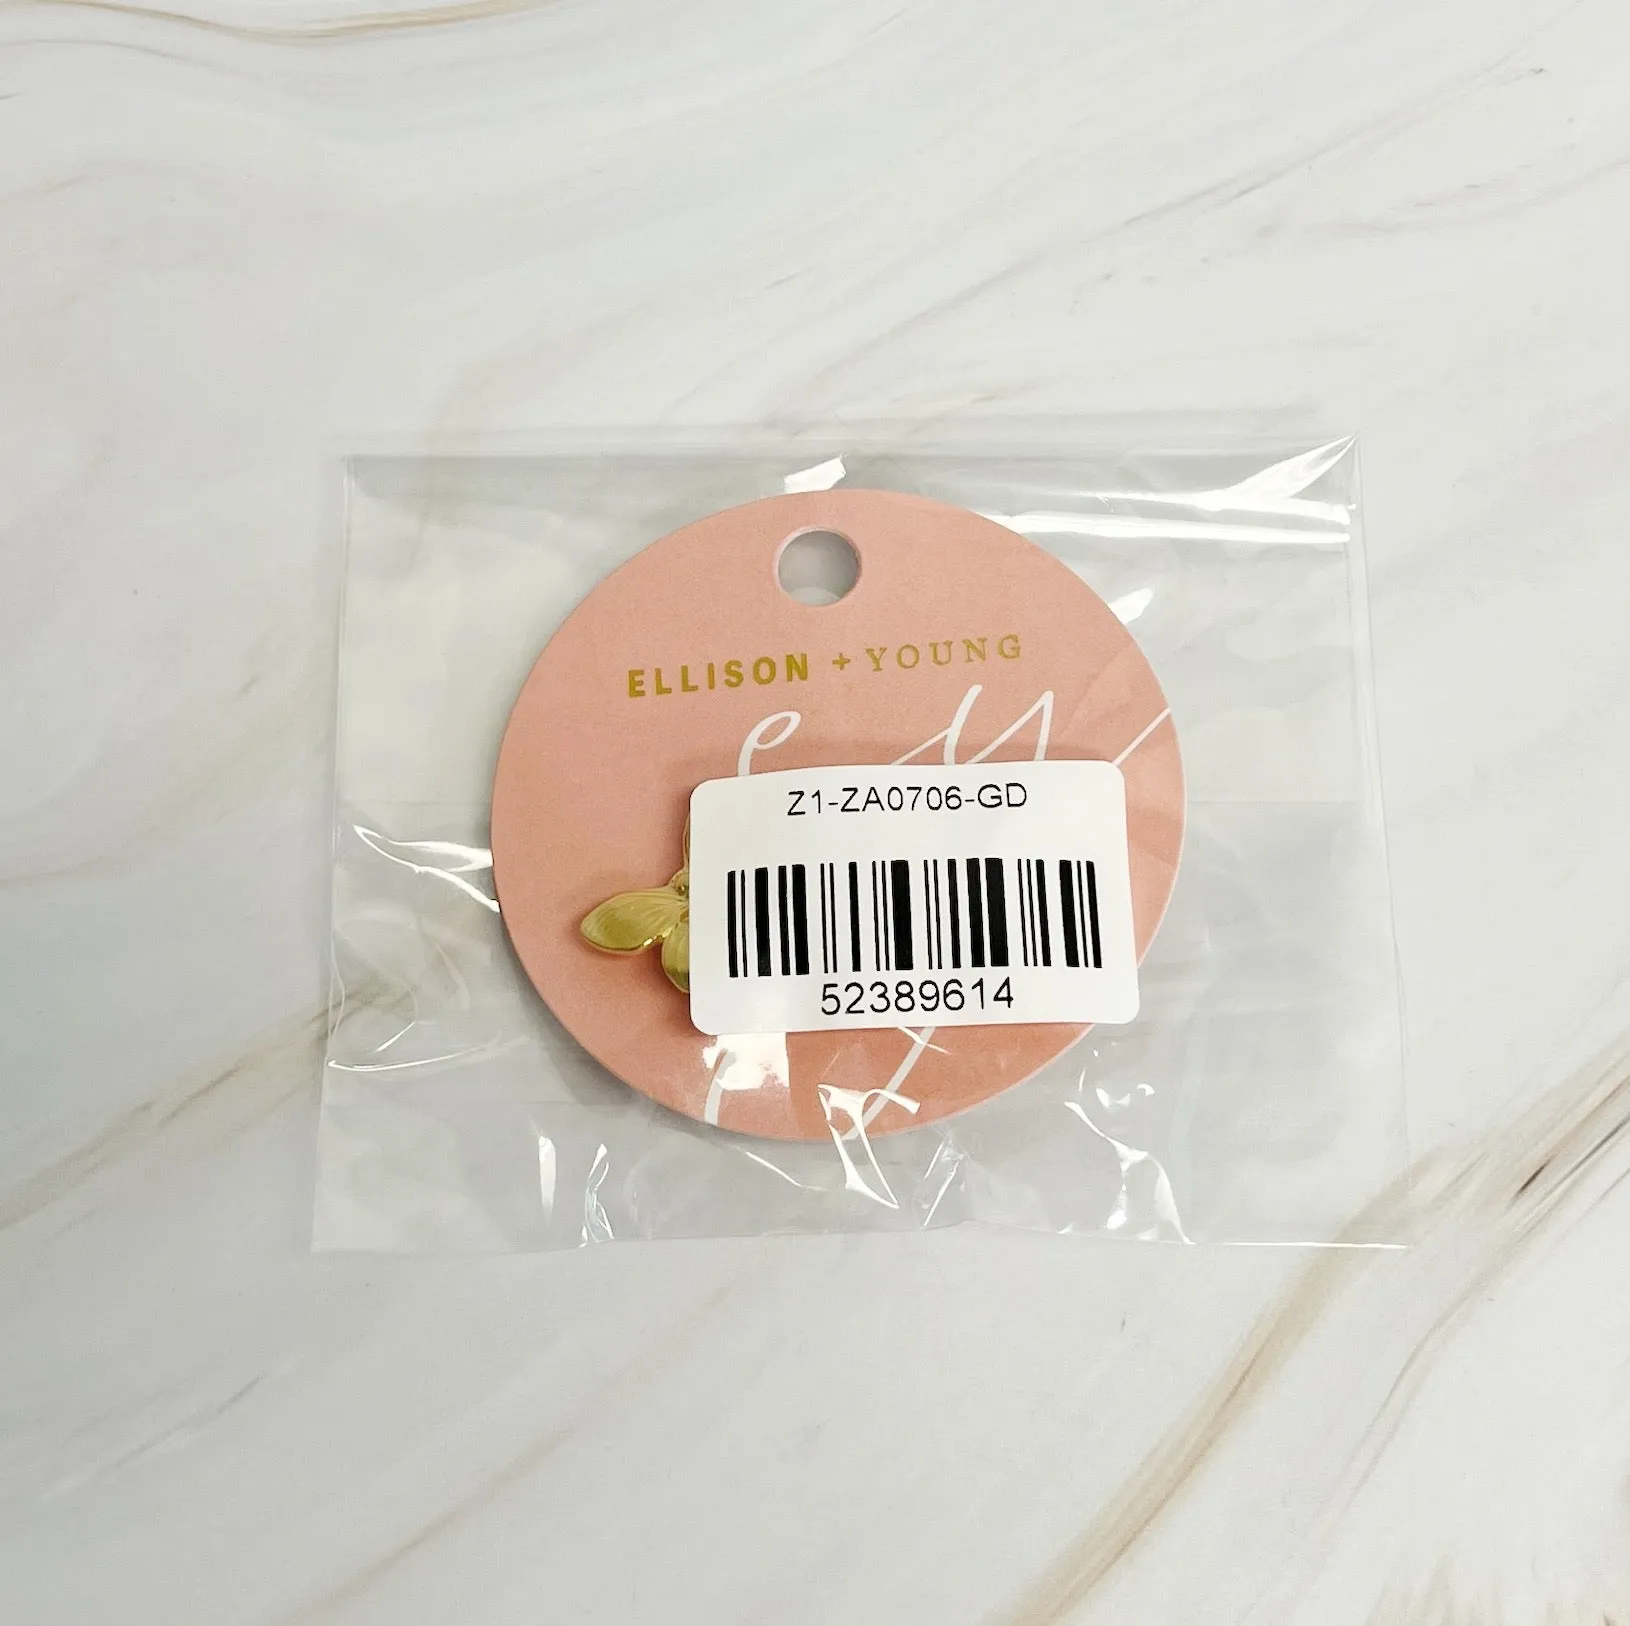 ELLISON + YOUNG
Z1-ZA0706-GD
52389614